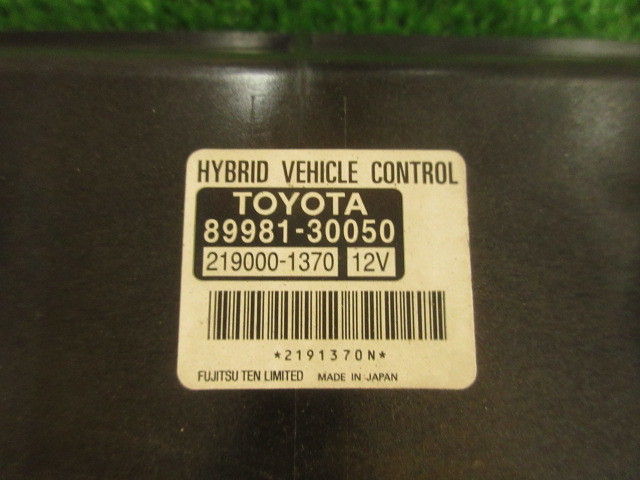 HYBRID VEHICLE CONTROL
TOYOTA
89981-30050
219000-1370 12V
*2191370N*
FUJITSU TEN LIMITED MADE IN JAPAN